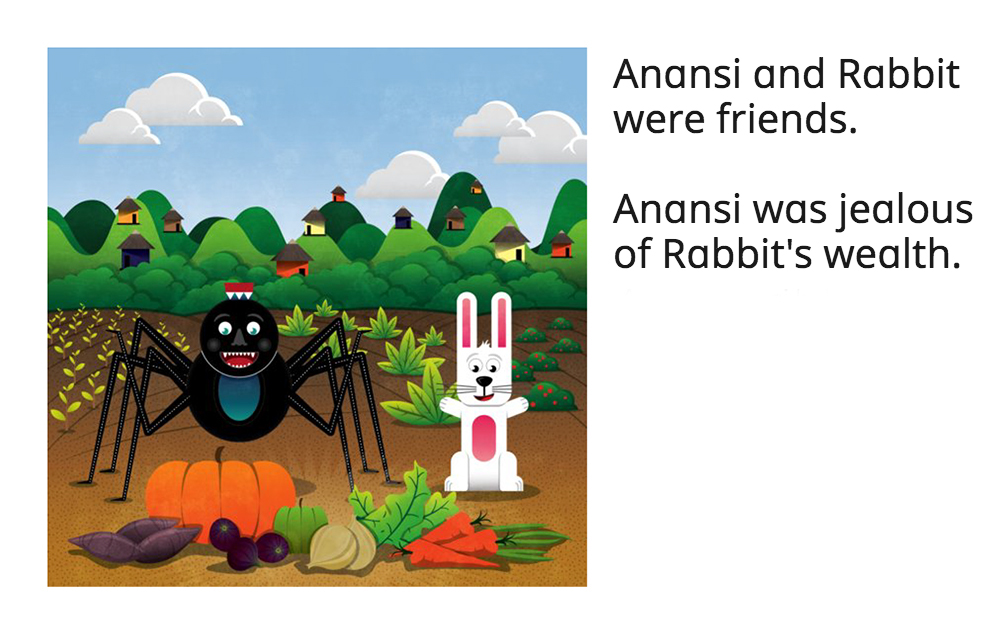 Anansi and Rabbit
were friends.
Anansi was jealous
of Rabbit's wealth.